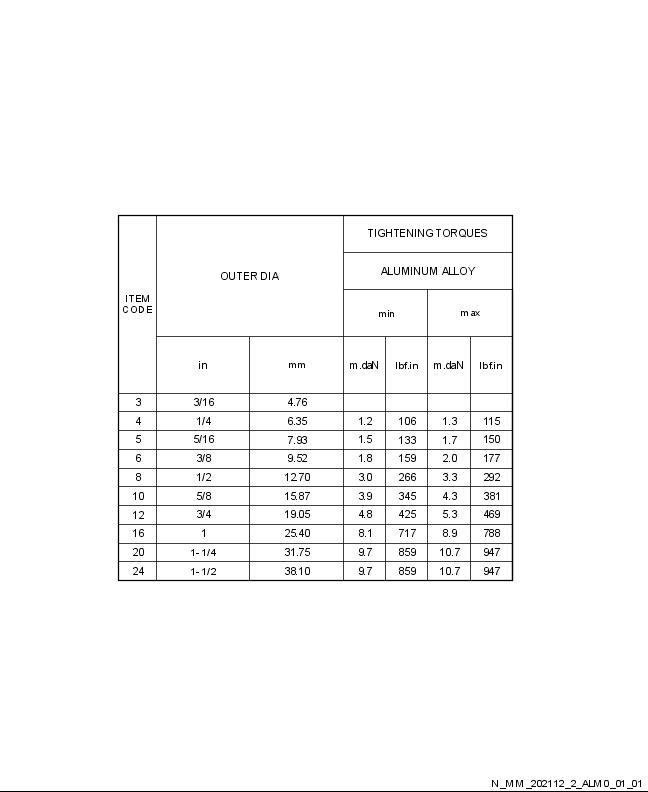 TIGHTENING TORQUES
OUTER DIA
ALUMINUM ALLOY
ITEM
CODE
min max
in mm m.daN lbf.in m.daN lbf.in
3 3/16 4.76
4 1/4 6.35 1.2 106 1.3 115
5 5/16 7.93 1.5 133 1.7 150
6 3/8 9.52 1.8 159 2.0 177
8 1/2 12.70 3.0 266 3.3 292
10 5/8 15.87 3.9 345 4.3 381
12 3/4 19.05 4.8 425 5.3 469
16 1 25.40 8.1 717 8.9 788
20 1-1/4 31.75 9.7 859 10.7 947
24 1-1/2 38.10 9.7 859 10.7 947
N_MM_202112_2_ALM0_01_01